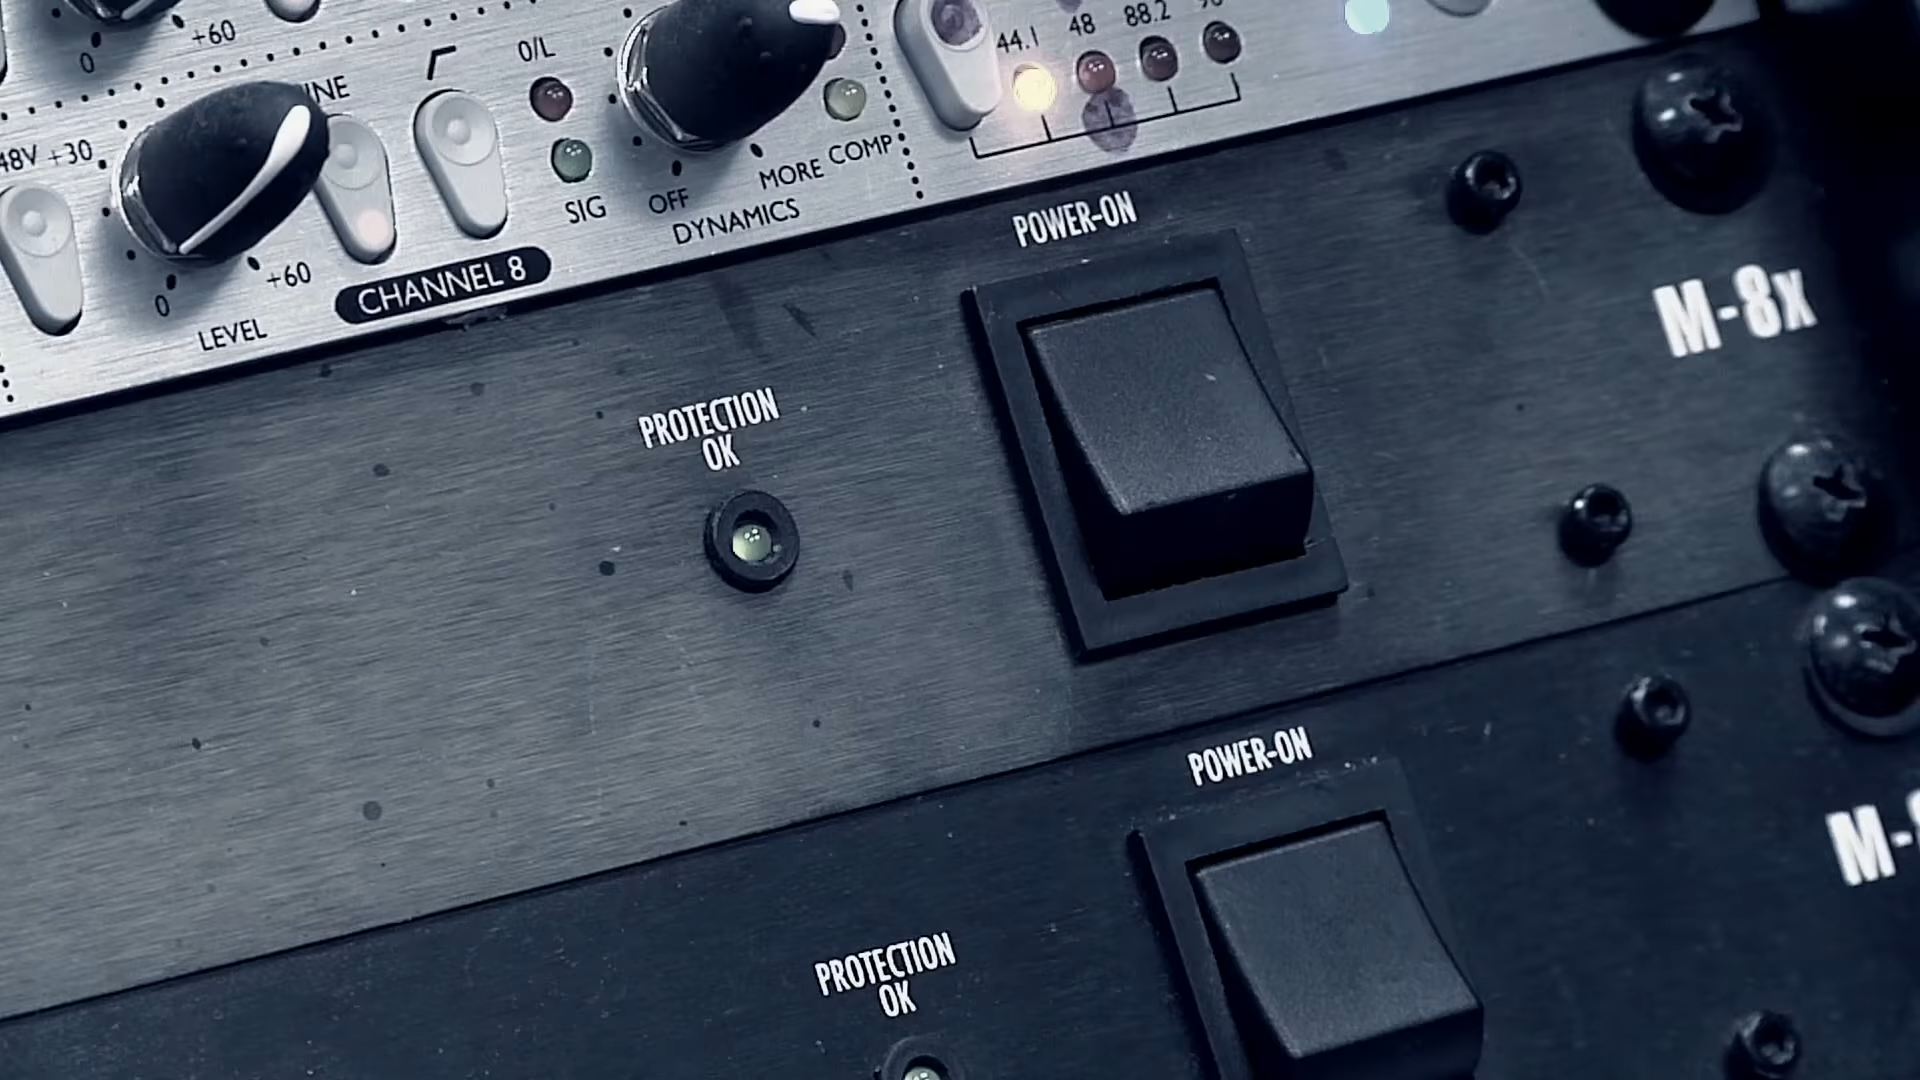 +60
0
48V +30
0
+60
LEVEL
CHANNEL 8
O/L
SIG
OFF
MORE
COMP
DYNAMICS
44.1
48
88.2
POWER-ON
M-8x
PROTECTION
OK
POWER-ON
PROTECTION
OK